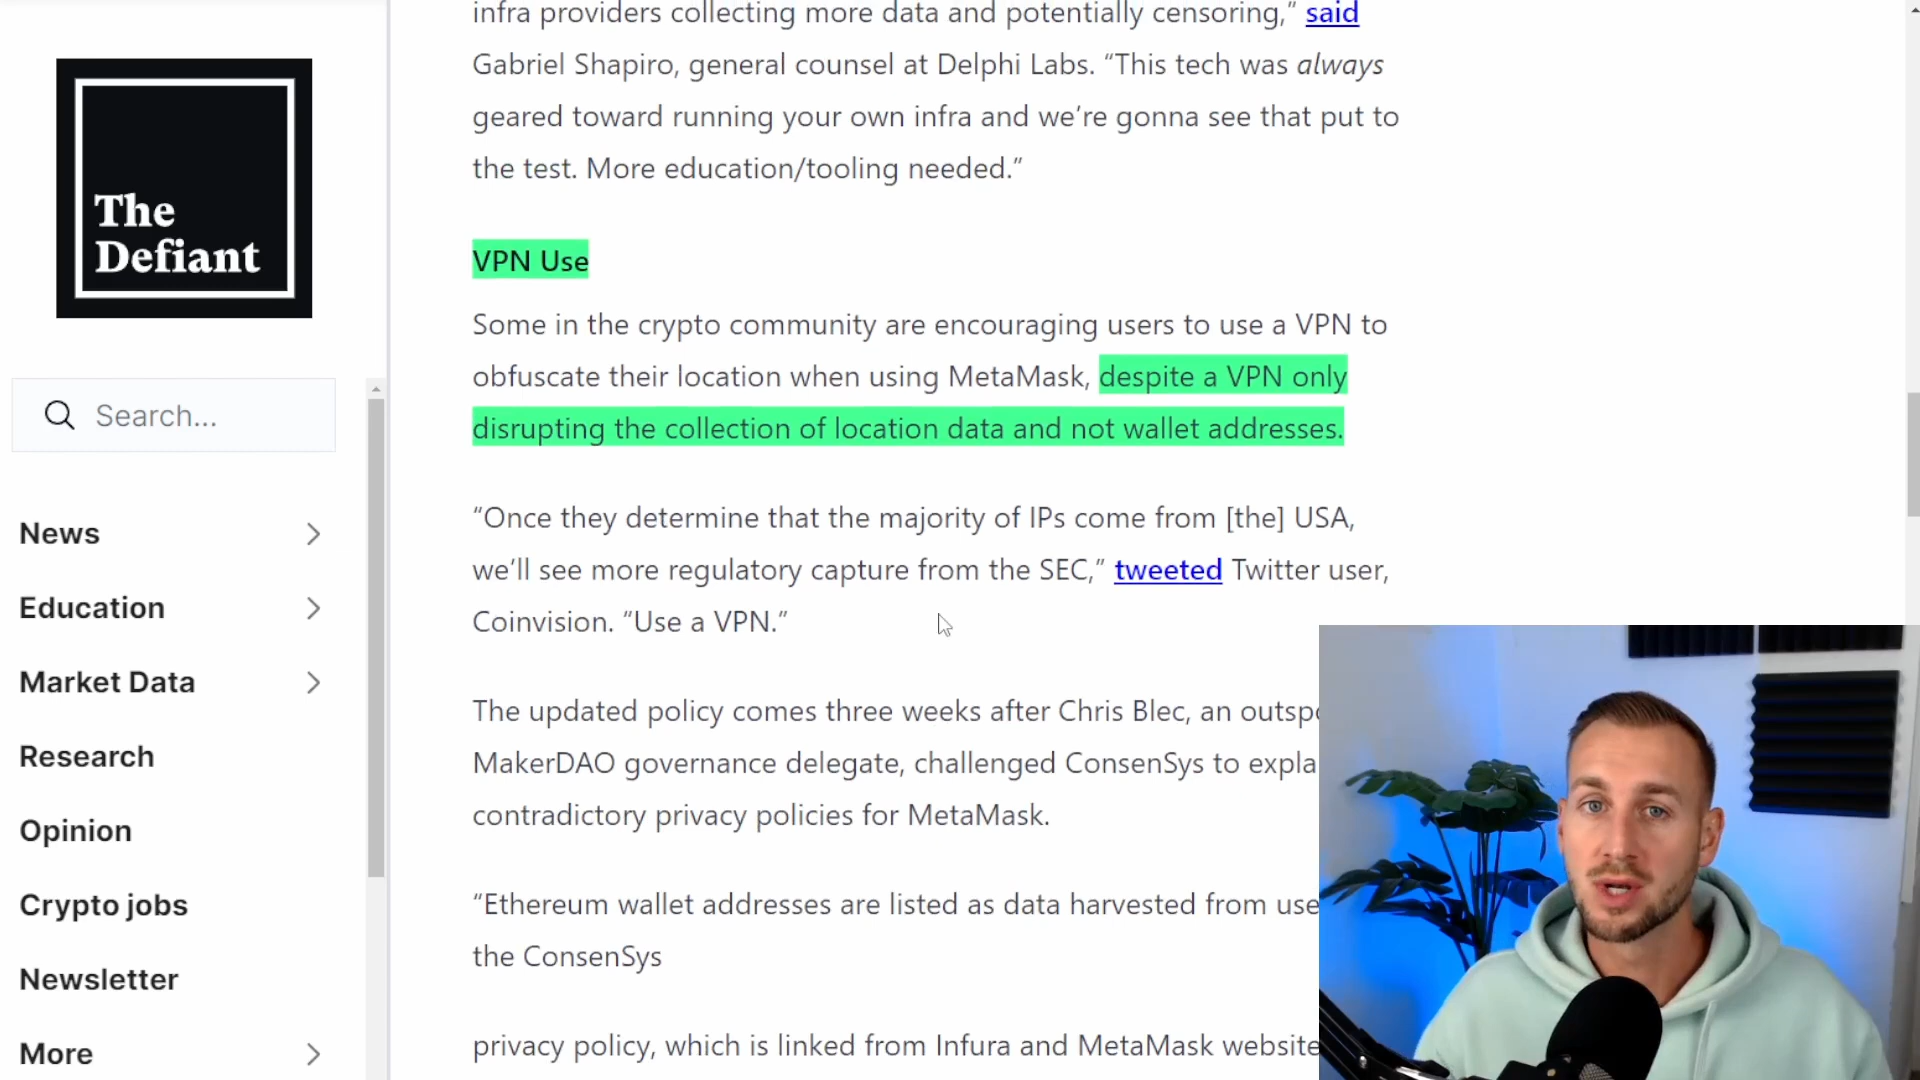 The
Defiant
Search...
News
Education
Market Data
Research
Opinion
Crypto jobs
Newsletter
More
infra providers collecting more data and potentially censoring,” said
Gabriel Shapiro, general counsel at Delphi Labs. “This tech was always
geared toward running your own infra and we’re gonna see that put to
the test. More education/tooling needed.”
VPN Use
Some in the crypto community are encouraging users to use a VPN to
obfuscate their location when using MetaMask, despite a VPN only
disrupting the collection of location data and not wallet addresses.
“Once they determine that the majority of IPs come from [the] USA,
we’ll see more regulatory capture from the SEC,” tweeted Twitter user,
Coinvision. “Use a VPN.”
The updated policy comes three weeks after Chris Blec, an outspo
MakerDAO governance delegate, challenged ConsenSys to expla
contradictory privacy policies for MetaMask.
“Ethereum wallet addresses are listed as data harvested from use
the ConsenSys
privacy policy, which is linked from Infura and MetaMask website